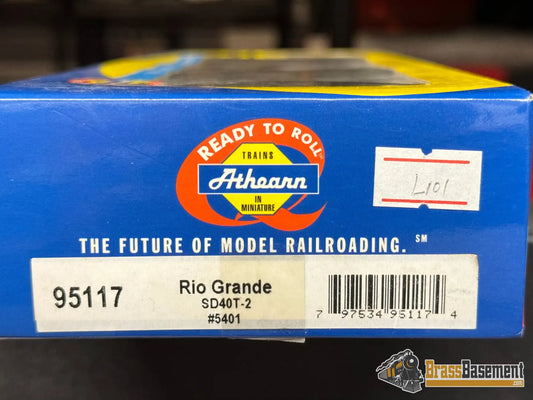 READY TO ROLL
TRAINS
Athearn
IN
MINIATURE
L101
THE FUTURE OF MODEL RAILROADING. SM
95117
Rio Grande
SD40T-2
#5401
7 97534 95117 4
BrassBasement
.com